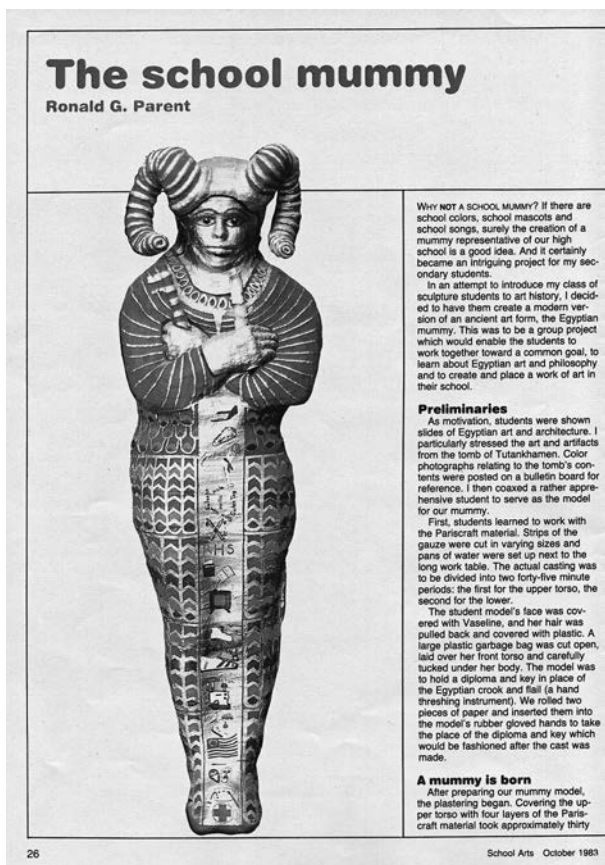 The school mummy
Ronald G. Parent
WHY NOT A SCHOOL MUMMY? If there are
school colors, school mascots and
school songs, surely the creation of a
mummy representative of our high
school is a good idea. And it certainly
became an intriguing project for my sec-
ondary students.
In an attempt to introduce my class of
sculpture students to art history, I decid-
ed to have them create a modern ver-
sion of an ancient art form, the Egyptian
mummy. This was to be a group project
which would enable the students to
work together toward a common goal, to
learn about Egyptian art and philosophy
and to create and place a work of art in
their school.
Preliminaries
As motivation, students were shown
slides of Egyptian art and architecture. I
particularly stressed the art and artifacts
from the tomb of Tutankhamen. Color
photographs relating to the tomb's con-
tents were posted on a bulletin board for
reference. I then coaxed a rather appre-
hensive student to serve as the model
for our mummy.
First, students learned to work with
the Pariscraft material. Strips of the
gauze were cut in varying sizes and
pans of water were set up next to the
long work table. The actual casting was
to be divided into two forty-five minute
periods: the first for the upper torso, the
second for the lower.
The student model's face was cov-
ered with Vaseline, and her hair was
pulled back and covered with plastic. A
large plastic garbage bag was cut open,
laid over her front torso and carefully
tucked under her body. The model was
to hold a diploma and key in place of
the Egyptian crook and flail (a hand
threshing instrument). We rolled two
pieces of paper and inserted them into
the model's rubber gloved hands to take
the place of the diploma and key which
would be fashioned after the cast was
made.
A mummy is born
After preparing our mummy model,
the plastering began. Covering the up-
per torso with four layers of the Paris-
craft material took approximately thirty
AHS
26
School Arts October 1983